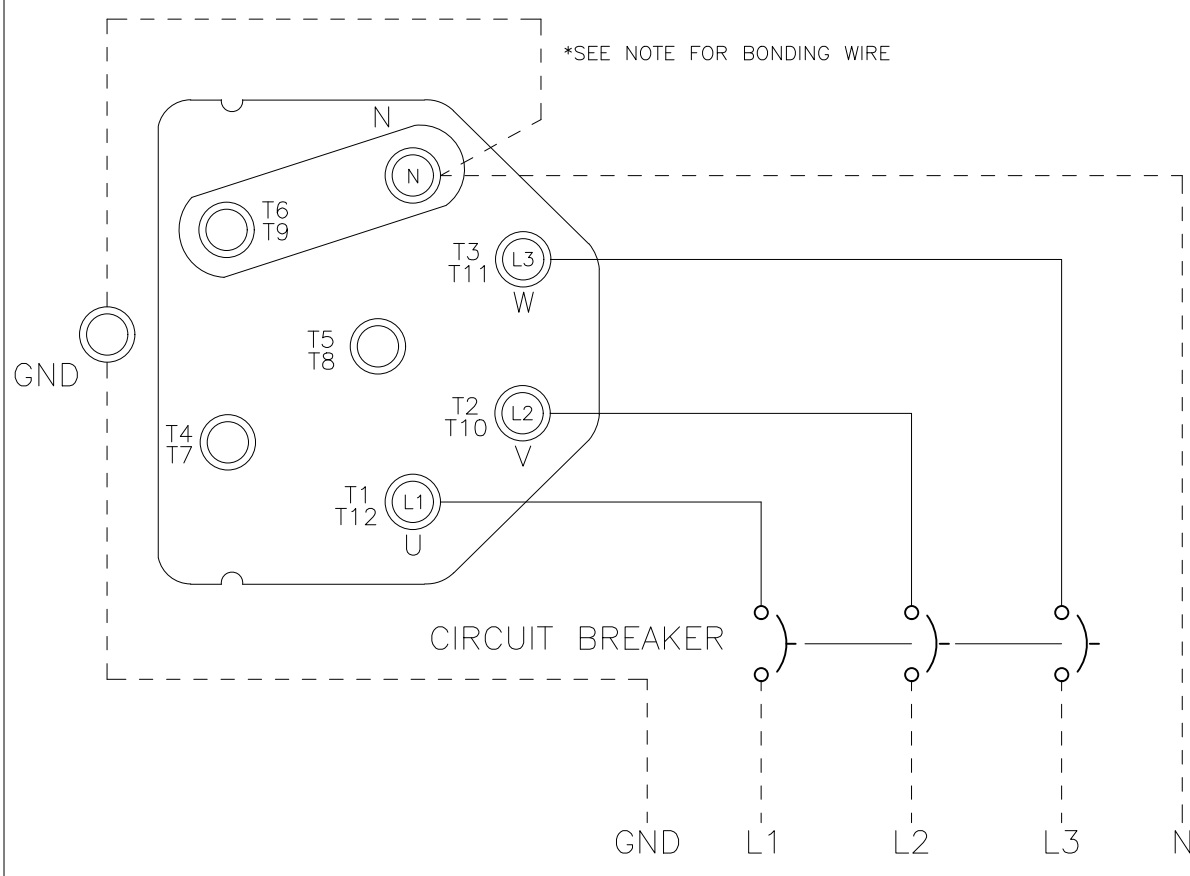 *SEE NOTE FOR BONDING WIRE
N
N
T6
T9
T3
T11
L3
W
T5
T8
GND
T2
T10
L2
V
T4
T7
T1
T12
L1
U
CIRCUIT BREAKER
GND L1 L2 L3 N